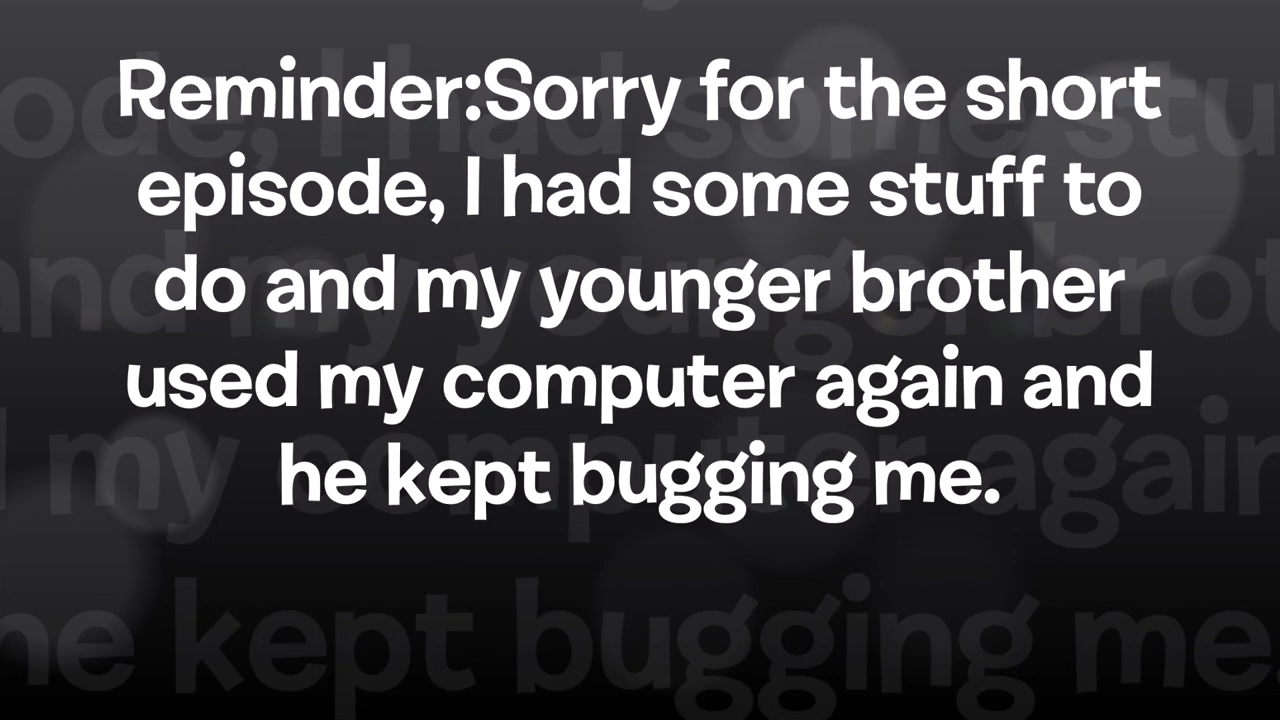 Reminder:Sorry for the short
episode, I had some stuff to
do and my younger brother
used my computer again and
he kept bugging me.